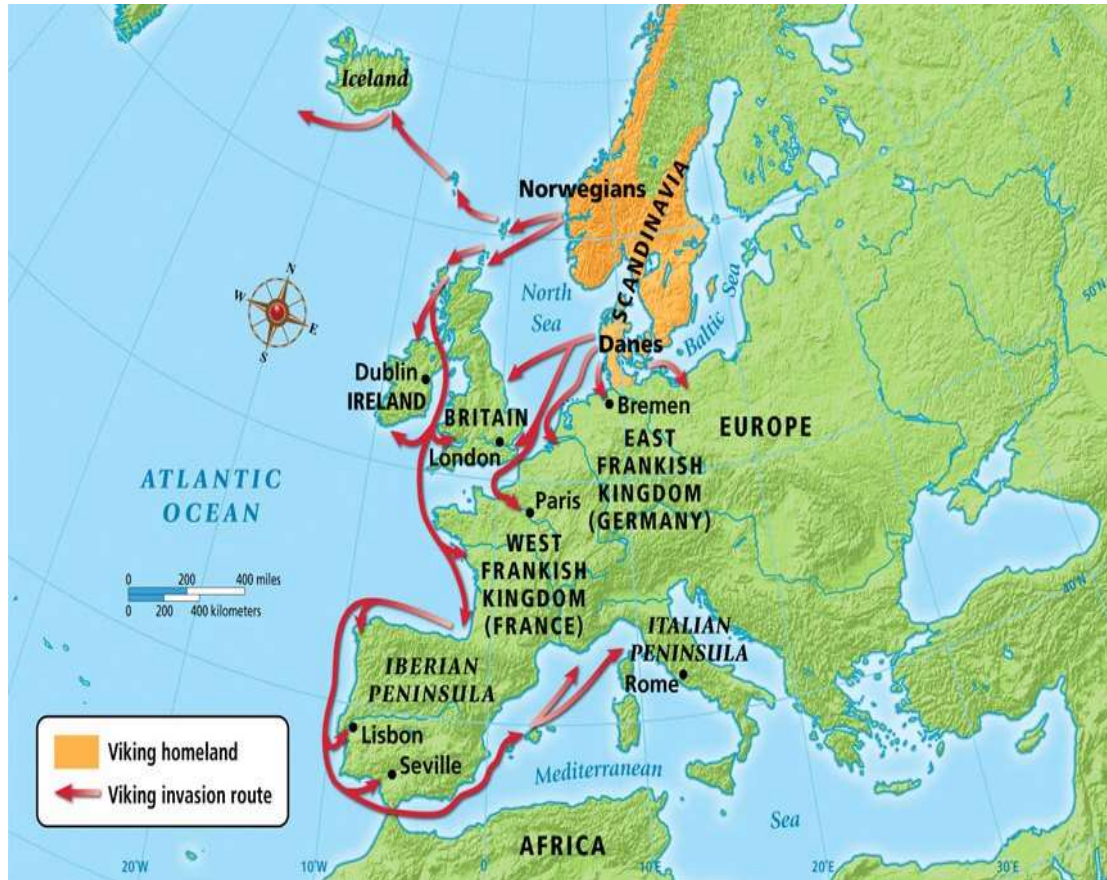 Iceland
Norwegians
SCANDINAVIA
North
Sea
Baltic
Sea
Danes
50°N
N
W
E
S
Dublin
IRELAND
BRITAIN
London
Bremen
EUROPE
EAST
FRANKISH
KINGDOM
(GERMANY)
ATLANTIC
OCEAN
Paris
WEST
FRANKISH
KINGDOM
(FRANCE)
0 200 400 miles
0 200 400 kilometers
40°N
ITALIAN
PENINSULA
Rome
IBERIAN
PENINSULA
Lisbon
Seville
Mediterranean
Sea
Viking homeland
Viking invasion route
AFRICA
20°W
10°W
0°
10°E
20°E
30°E